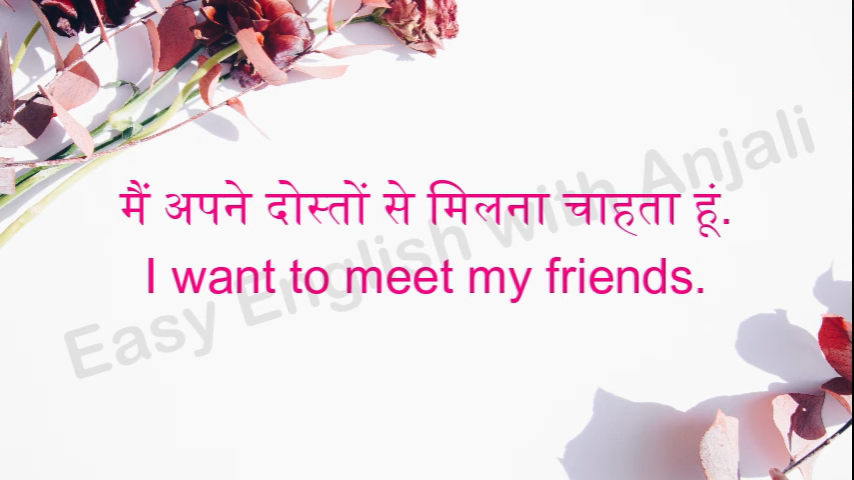 मैं अपने दोस्तों से मिलना चाहता हूं.
I want to meet my friends.
Easy English with Anjali